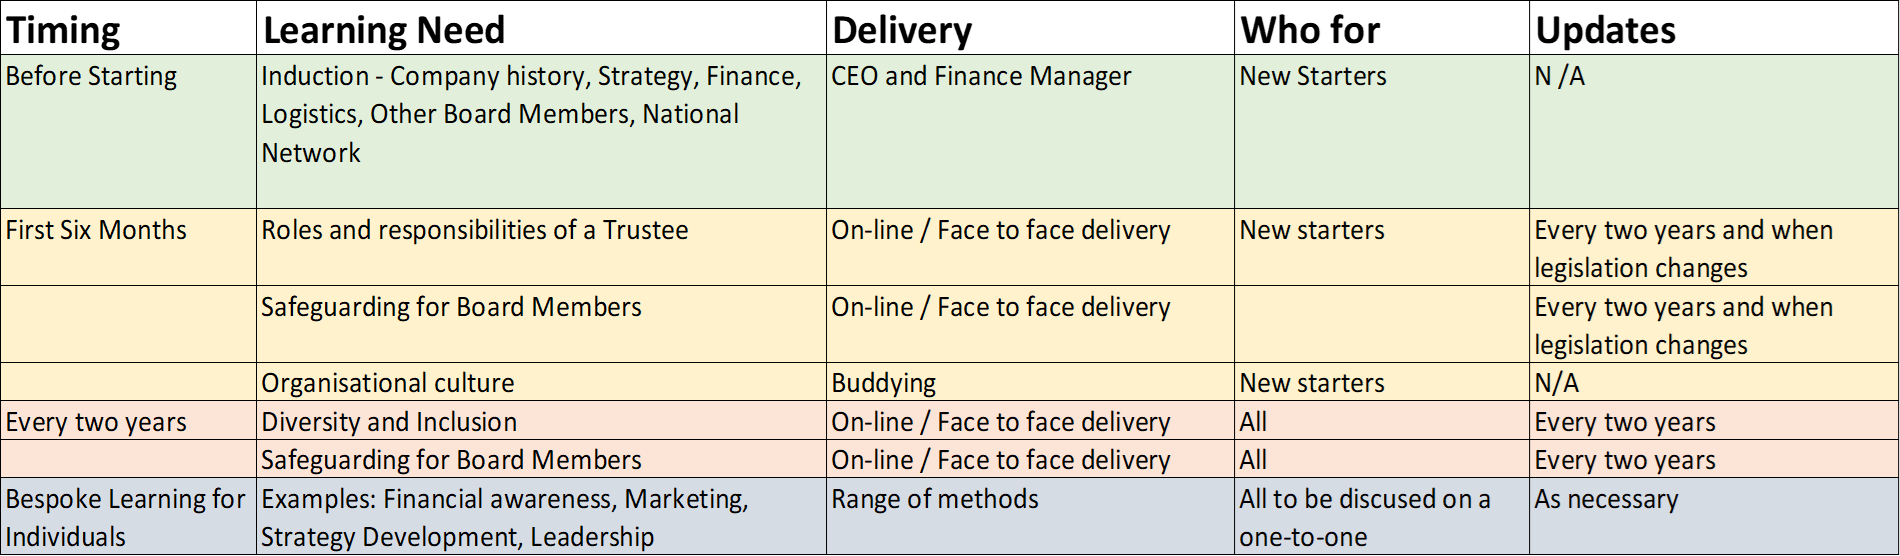 Timing Learning Need Delivery Who for Updates
Before Starting Induction - Company history, Strategy, Finance, CEO and Finance Manager New Starters N /A
Logistics, Other Board Members, National
Network
First Six Months Roles and responsibilities of a Trustee On-line / Face to face delivery New starters Every two years and when
legislation changes
Safeguarding for Board Members On-line / Face to face delivery Every two years and when
legislation changes
Organisational culture Buddying New starters N/A
Every two years Diversity and Inclusion On-line / Face to face delivery All Every two years
Safeguarding for Board Members On-line / Face to face delivery All Every two years
Bespoke Learning for Examples: Financial awareness, Marketing, Range of methods All to be discused on a As necessary
Individuals Strategy Development, Leadership one-to-one